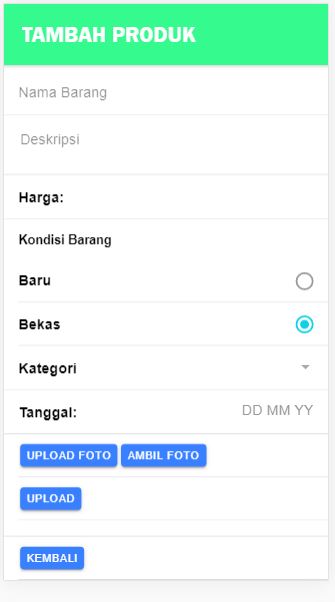 TAMBAH PRODUK
Nama Barang
Deskripsi
Harga:
Kondisi Barang
Baru
Bekas
Kategori
Tanggal: DD MM YY
UPLOAD FOTO AMBIL FOTO
UPLOAD
KEMBALI